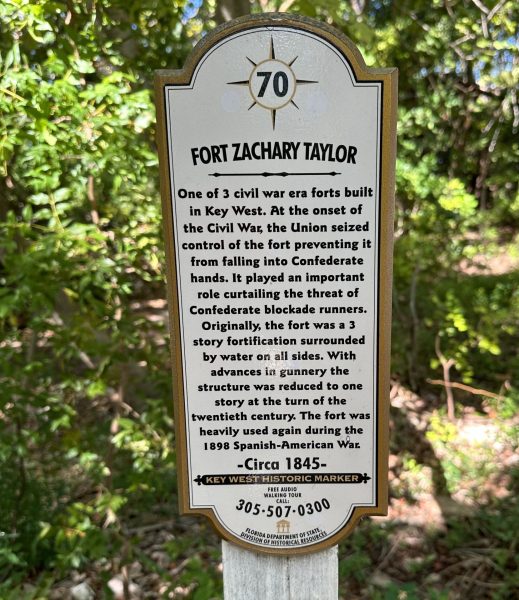 70
FORT ZACHARY TAYLOR
One of 3 civil war era forts built
in Key West. At the onset of
the Civil War, the Union seized
control of the fort preventing it
from falling into Confederate
hands. It played an important
role curtailing the threat of
Confederate blockade runners.
Originally, the fort was a 3
story fortification surrounded
by water on all sides. With
advances in gunnery the
structure was reduced to one
story at the turn of the
twentieth century. The fort was
heavily used again during the
1898 Spanish-American War.
-Circa 1845-
KEY WEST HISTORIC MARKER
FREE AUDIO
WALKING TOUR
CALL:
305-507-0300
FLORIDA DEPARTMENT OF STATE
DIVISION OF HISTORICAL RESOURCES